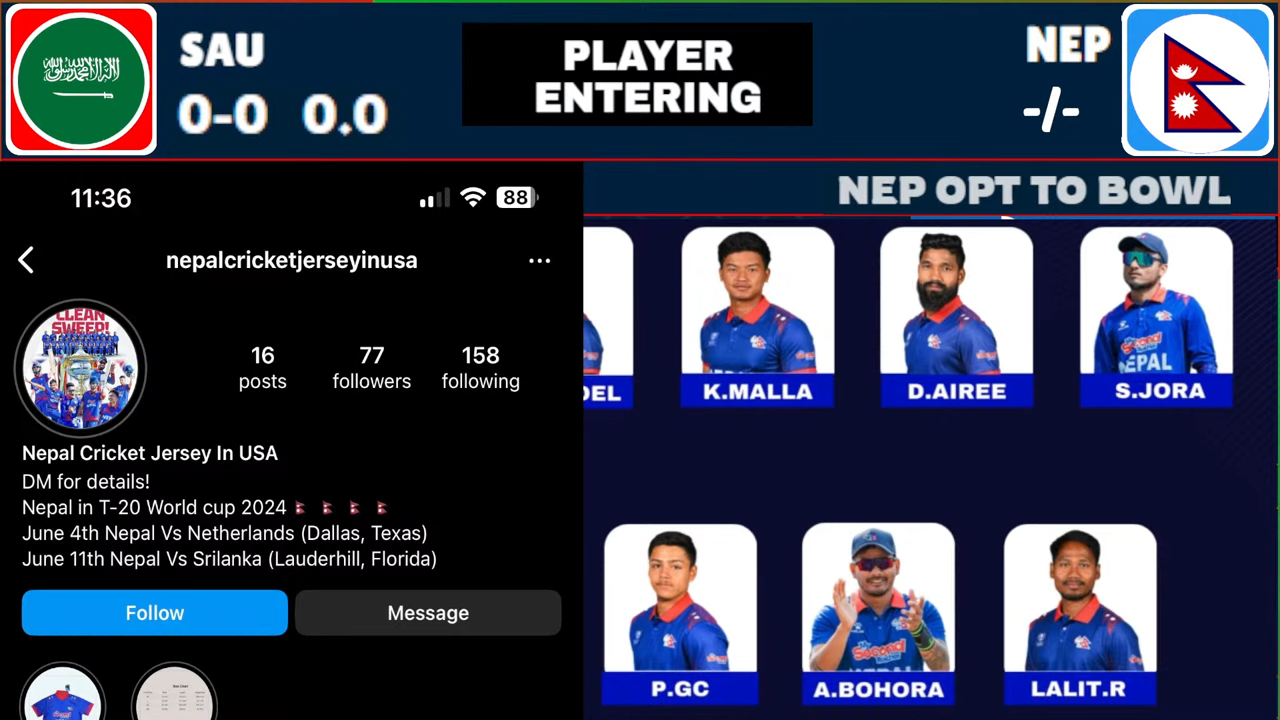 SAU
0-0 0.0
PLAYER
ENTERING
NEP
-/-
NEP OPT TO BOWL
11:36
88
nepalcricketjerseyinusa
CLEAN
SWEEP!
16
posts
77
followers
158
following
Nepal Cricket Jersey In USA
DM for details!
Nepal in T-20 World cup 2024
June 4th Nepal Vs Netherlands (Dallas, Texas)
June 11th Nepal Vs Srilanka (Lauderhill, Florida)
Follow
Message
DEL
K.MALLA
D.AIREE
S.JORA
NEPAL
P.GC
A.BOHORA
LALIT.R